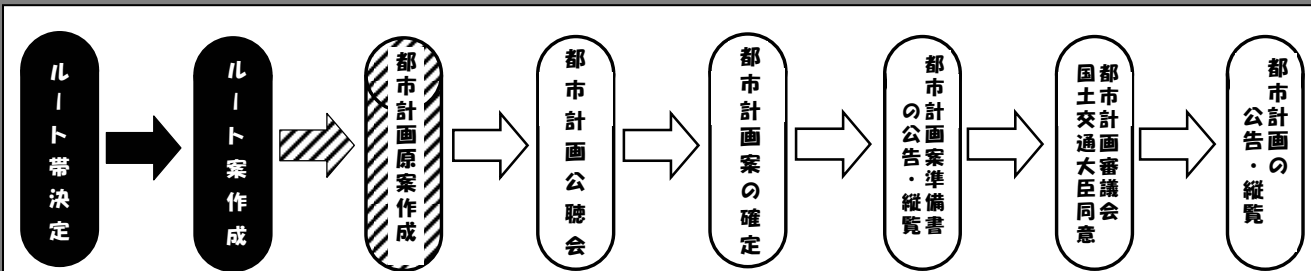 ルート帯決定
ルート案作成
都市計画原案作成
都市計画公聴会
都市計画案の確定
都市計画案準備書
の公告・縦覧
都市計画審議会
国土交通大臣同意
都市計画の
公告・縦覧